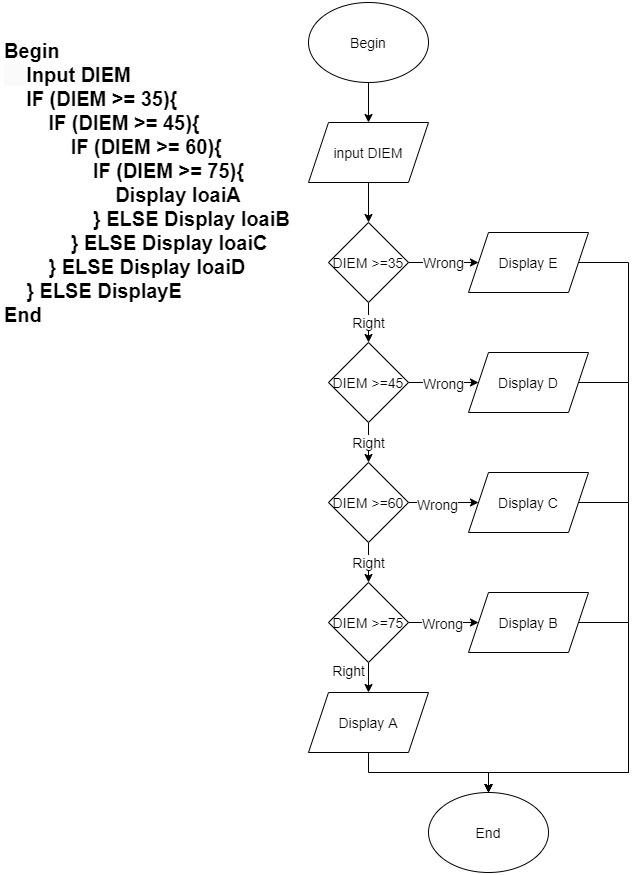 Begin
Input DIEM
IF (DIEM >= 35){
IF (DIEM >= 45){
IF (DIEM >= 60){
IF (DIEM >= 75){
Display loaiA
} ELSE Display loaiB
} ELSE Display loaiC
} ELSE Display loaiD
} ELSE DisplayE
End
Begin
input DIEM
DIEM >=35
Wrong
Display E
Right
DIEM >=45
Wrong
Display D
Right
DIEM >=60
Wrong
Display C
Right
DIEM >=75
Wrong
Display B
Right
Display A
End